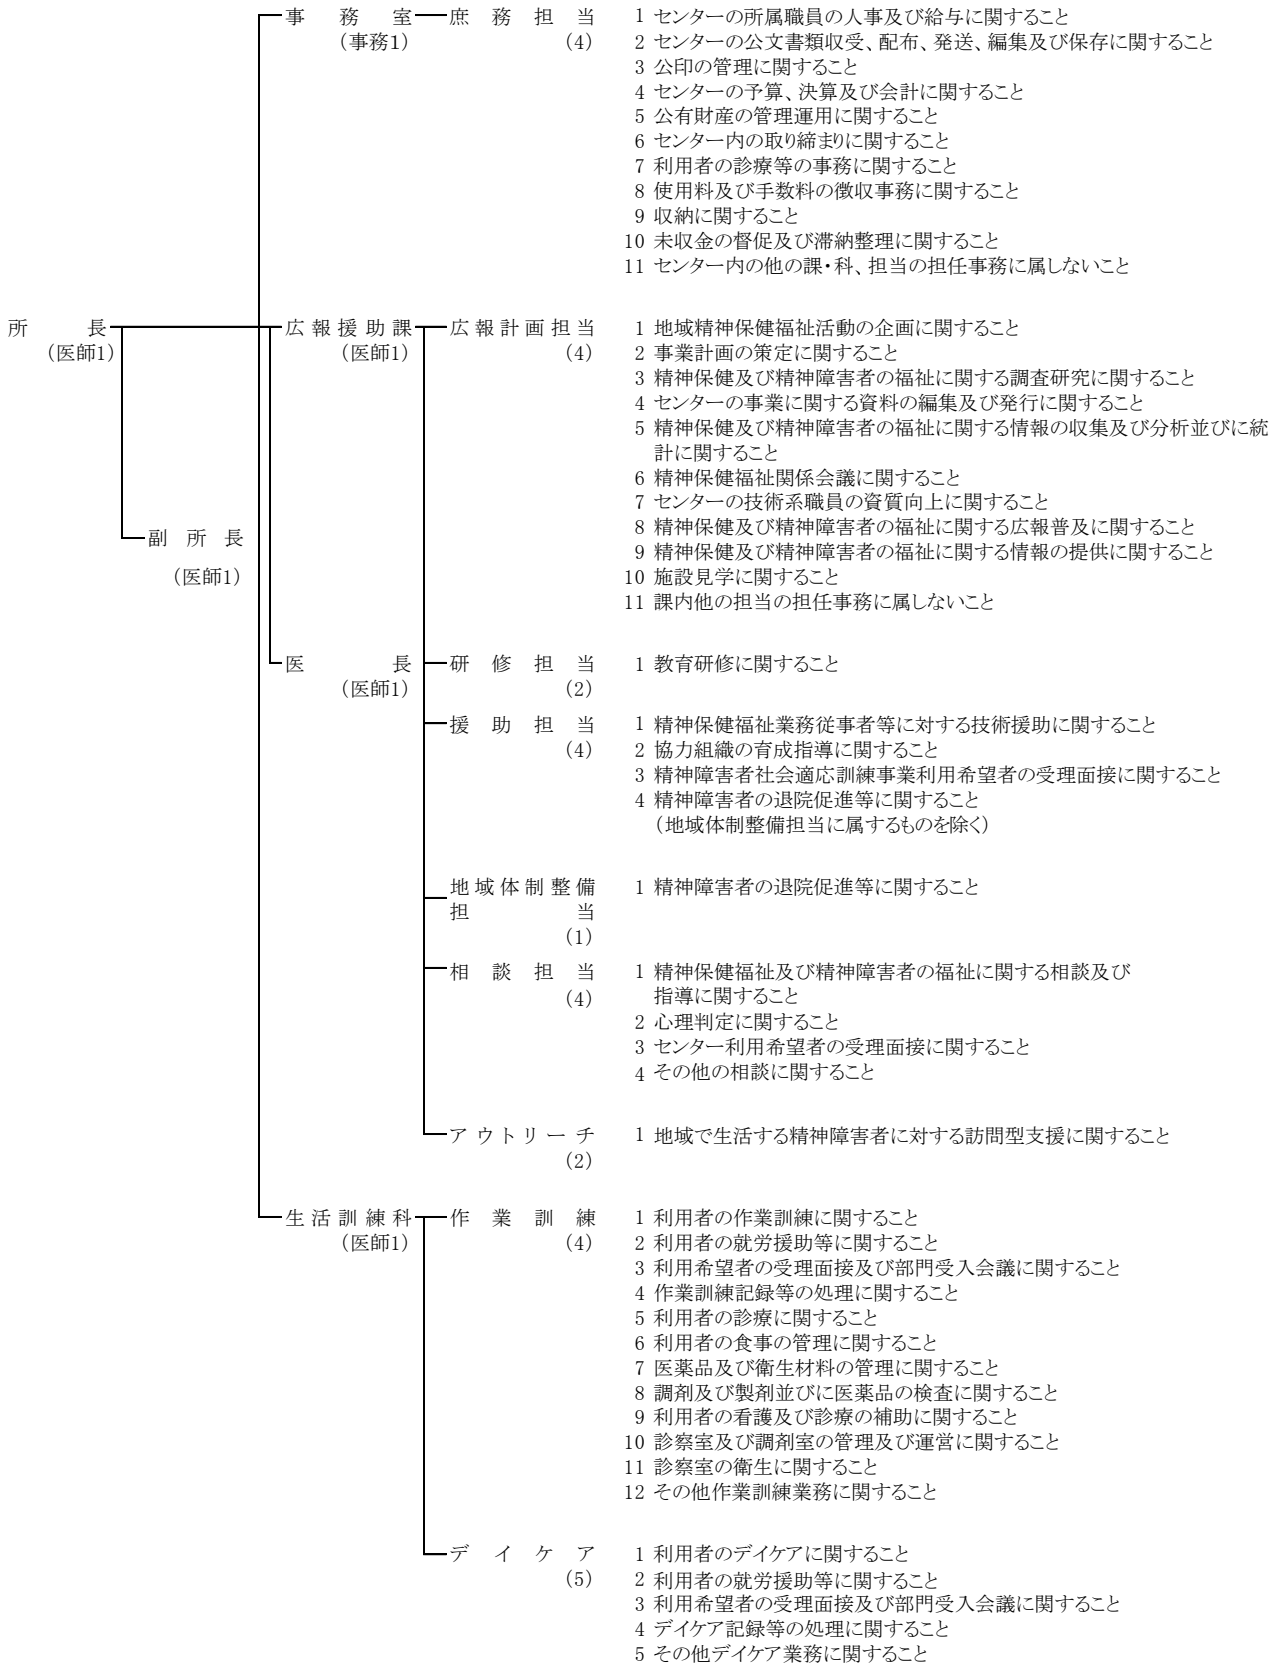 事務室 庶務担当 1 センターの所属職員の人事及び給与に関すること
(事務1) (4) 2 センターの公文書類収受、配布、発送、編集及び保存に関すること
3 公印の管理に関すること
4 センターの予算、決算及び会計に関すること
5 公有財産の管理運用に関すること
6 センター内の取り締まりに関すること
7 利用者の診療等の事務に関すること
8 使用料及び手数料の徴収事務に関すること
9 収納に関すること
10 未収金の督促及び滞納整理に関すること
11 センター内の他の課・科、担当の担任事務に属しないこと
所長 広報援助課 広報計画担当 1 地域精神保健福祉活動の企画に関すること
(医師1) (医師1) (4) 2 事業計画の策定に関すること
3 精神保健及び精神障害者の福祉に関する調査研究に関すること
4 センターの事業に関する資料の編集及び発行に関すること
5 精神保健及び精神障害者の福祉に関する情報の収集及び分析並びに統
計に関すること
6 精神保健福祉関係会議に関すること
7 センターの技術系職員の資質向上に関すること
副所長 8 精神保健及び精神障害者の福祉に関する広報普及に関すること
9 精神保健及び精神障害者の福祉に関する情報の提供に関すること
(医師1) 10 施設見学に関すること
11 課内他の担当の担任事務に属しないこと
医長 研修担当 1 教育研修に関すること
(医師1) (2)
援助担当 1 精神保健福祉業務従事者等に対する技術援助に関すること
(4) 2 協力組織の育成指導に関すること
3 精神障害者社会適応訓練事業利用希望者の受理面接に関すること
4 精神障害者の退院促進等に関すること
(地域体制整備担当に属するものを除く)
地域体制整備 1 精神障害者の退院促進等に関すること
担当
(1)
相談担当 1 精神保健福祉及び精神障害者の福祉に関する相談及び
(4) 指導に関すること
2 心理判定に関すること
3 センター利用希望者の受理面接に関すること
4 その他の相談に関すること
アウトリーチ 1 地域で生活する精神障害者に対する訪問型支援に関すること
(2)
生活訓練科 作業訓練 1 利用者の作業訓練に関すること
(医師1) (4) 2 利用者の就労援助等に関すること
3 利用希望者の受理面接及び部門受入会議に関すること
4 作業訓練記録等の処理に関すること
5 利用者の診療に関すること
6 利用者の食事の管理に関すること
7 医薬品及び衛生材料の管理に関すること
8 調剤及び製剤並びに医薬品の検査に関すること
9 利用者の看護及び診療の補助に関すること
10 診察室及び調剤室の管理及び運営に関すること
11 診察室の衛生に関すること
12 その他作業訓練業務に関すること
デイケア 1 利用者のデイケアに関すること
(5) 2 利用者の就労援助等に関すること
3 利用希望者の受理面接及び部門受入会議に関すること
4 デイケア記録等の処理に関すること
5 その他デイケア業務に関すること